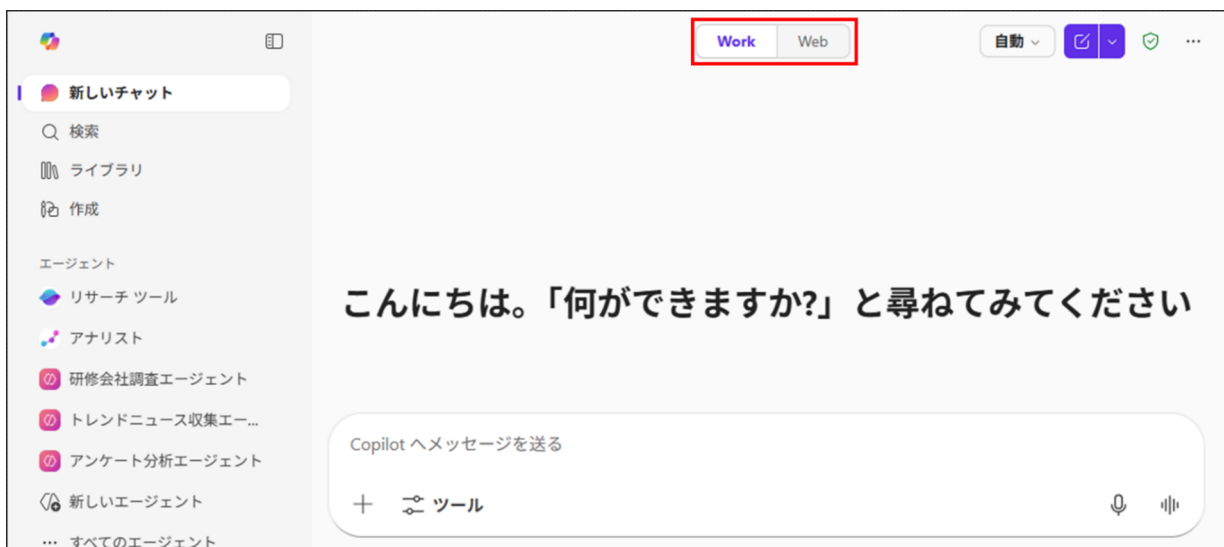 Work
Web
自動
新しいチャット
検索
ライブラリ
作成
エージェント
リサーチ ツール
アナリスト
研修会社調査エージェント
トレンドニュース収集エー...
アンケート分析エージェント
新しいエージェント
すべてのエージェント
こんにちは。「何ができますか?」と尋ねてみてください
Copilot へメッセージを送る
ツール